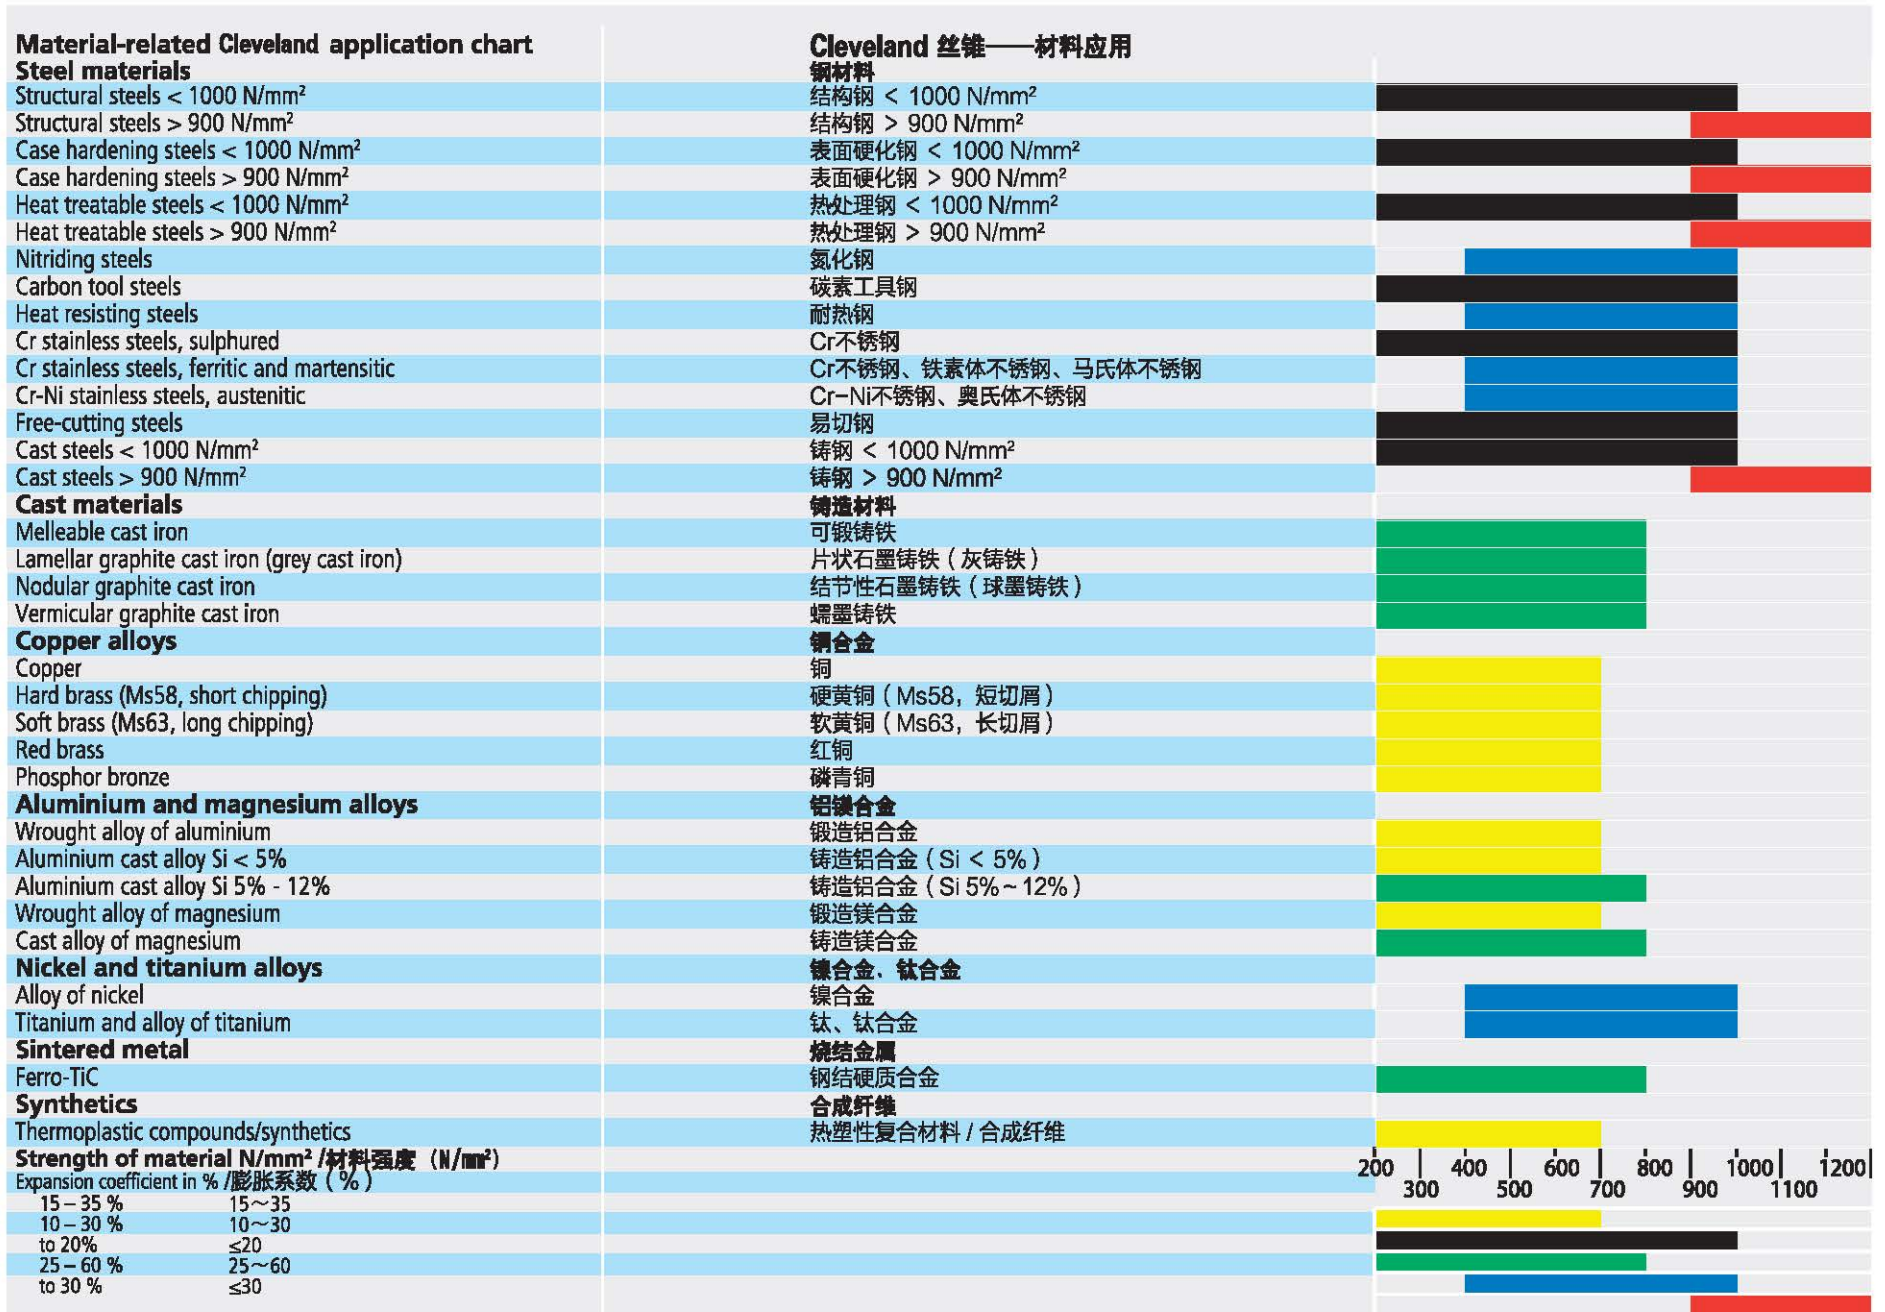 Material-related Cleveland application chart Cleveland 丝锥——材料应用
Steel materials 钢材料
Structural steels < 1000 N/mm² 结构钢 < 1000 N/mm²
Structural steels > 900 N/mm² 结构钢 > 900 N/mm²
Case hardening steels < 1000 N/mm² 表面硬化钢 < 1000 N/mm²
Case hardening steels > 900 N/mm² 表面硬化钢 > 900 N/mm²
Heat treatable steels < 1000 N/mm² 热处理钢 < 1000 N/mm²
Heat treatable steels > 900 N/mm² 热处理钢 > 900 N/mm²
Nitriding steels 氮化钢
Carbon tool steels 碳素工具钢
Heat resisting steels 耐热钢
Cr stainless steels, sulphured Cr不锈钢
Cr stainless steels, ferritic and martensitic Cr不锈钢、铁素体不锈钢、马氏体不锈钢
Cr-Ni stainless steels, austenitic Cr-Ni不锈钢、奥氏体不锈钢
Free-cutting steels 易切钢
Cast steels < 1000 N/mm² 铸钢 < 1000 N/mm²
Cast steels > 900 N/mm² 铸钢 > 900 N/mm²
Cast materials 铸造材料
Melleable cast iron 可锻铸铁
Lamellar graphite cast iron (grey cast iron) 片状石墨铸铁（灰铸铁）
Nodular graphite cast iron 结节性石墨铸铁（球墨铸铁）
Vermicular graphite cast iron 蠕墨铸铁
Copper alloys 铜合金
Copper 铜
Hard brass (Ms58, short chipping) 硬黄铜（Ms58，短切屑）
Soft brass (Ms63, long chipping) 软黄铜（Ms63，长切屑）
Red brass 红铜
Phosphor bronze 磷青铜
Aluminium and magnesium alloys 铝镁合金
Wrought alloy of aluminium 锻造铝合金
Aluminium cast alloy Si < 5% 铸造铝合金（Si < 5%）
Aluminium cast alloy Si 5% - 12% 铸造铝合金（Si 5%~12%）
Wrought alloy of magnesium 锻造镁合金
Cast alloy of magnesium 铸造镁合金
Nickel and titanium alloys 镍合金、钛合金
Alloy of nickel 镍合金
Titanium and alloy of titanium 钛、钛合金
Sintered metal 烧结金属
Ferro-TiC 钢结硬质合金
Synthetics 合成纤维
Thermoplastic compounds/synthetics 热塑性复合材料 / 合成纤维
Strength of material N/mm² /材料强度（N/mm²） 200 400 600 800 1000 1200
Expansion coefficient in % /膨胀系数（%） 300 500 700 900 1100
15 – 35 % 15～35
10 – 30 % 10～30
to 20% ≤20
25 – 60 % 25～60
to 30 % ≤30